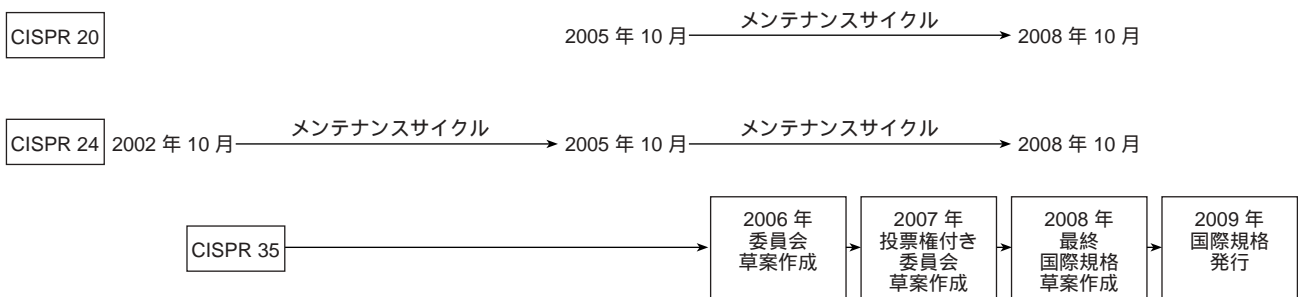 CISPR 20
2005 年 10 月
メンテナンスサイクル
2008 年 10 月
CISPR 24
2002 年 10 月
メンテナンスサイクル
2005 年 10 月
メンテナンスサイクル
2008 年 10 月
CISPR 35
2006 年
委員会
草案作成
2007 年
投票権付き
委員会
草案作成
2008 年
最終
国際規格
草案作成
2009 年
国際規格
発行